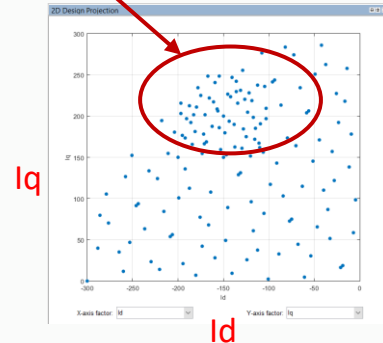 2D Design Projection
300
250
200
150
100
50
0
Iq
Iq
-300
-250
-200
-150
-100
-50
0
Id
X-axis factor: Id
Y-axis factor: Iq
Id